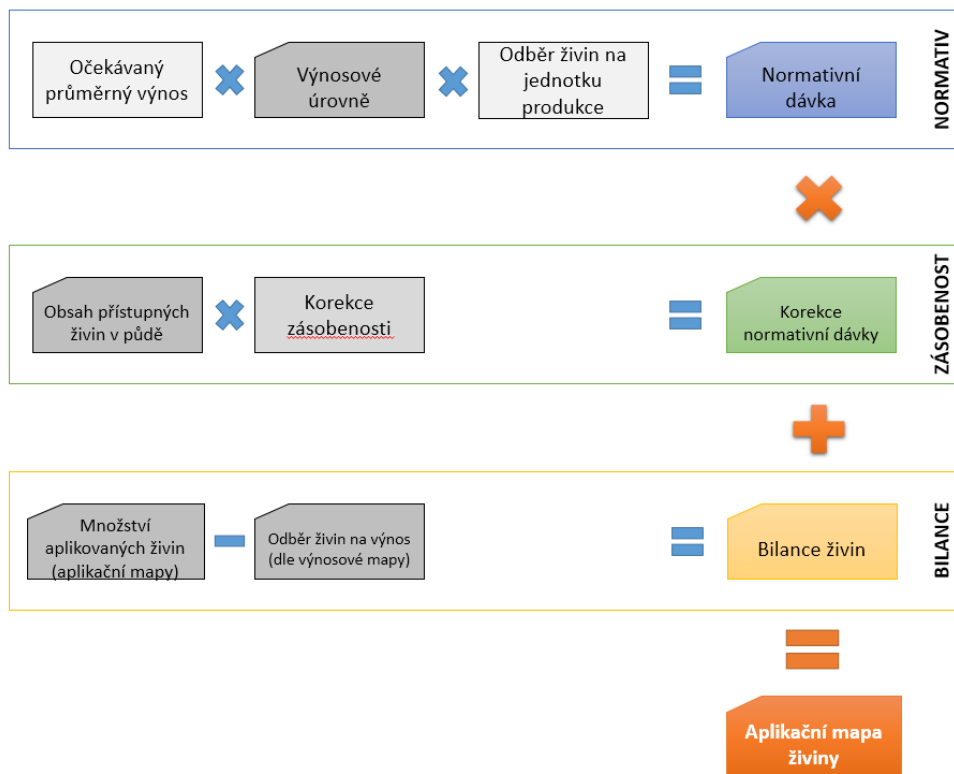 Očekávaný
průměrný výnos
Výnosové
úrovně
Odběr živin na
jednotku
produkce
Normativní
dávka
NORMATIV
Obsah přístupných
živin v půdě
Korekce
zásobenosti
Korekce
normativní dávky
ZÁSOBENOST
Množství
aplikovaných živin
(aplikační mapy)
Odběr živin na výnos
(dle výnosové mapy)
Bilance živin
BILANCE
Aplikační mapa
živiny